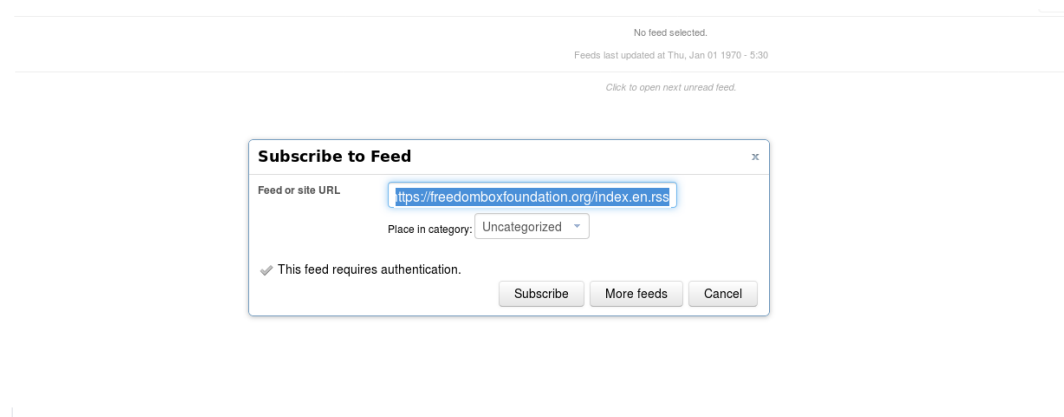 No feed selected.
Feeds last updated at Thu, Jan 01 1970 - 5:30
Click to open next unread feed.
Subscribe to Feed x
Feed or site URL ttps://freedomboxfoundation.org/index.en.rss
Place in category: Uncategorized
This feed requires authentication.
Subscribe More feeds Cancel